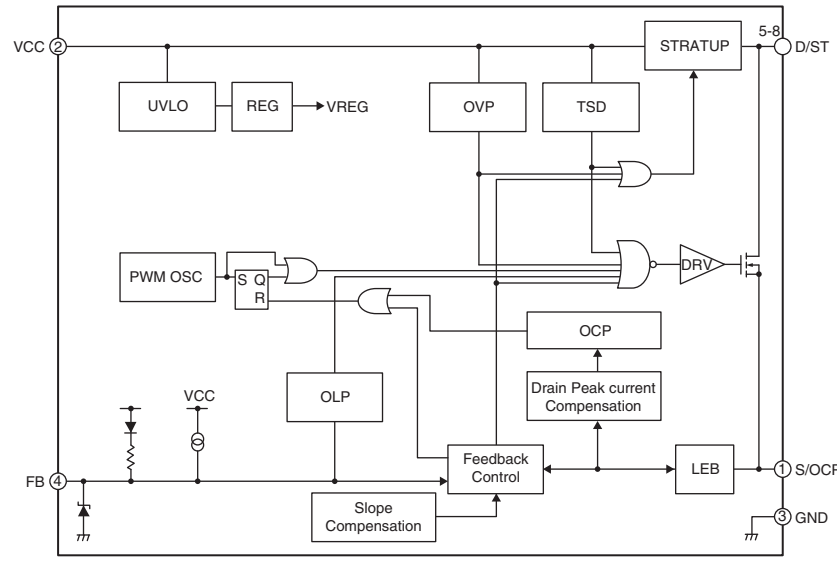 VCC 2
STRATUP
5-8
D/ST
UVLO
REG
VREG
OVP
TSD
PWM OSC
S Q
R
DRV
OCP
VCC
OLP
Drain Peak current
Compensation
FB 4
Feedback
Control
LEB
1 S/OCP
Slope
Compensation
3 GND